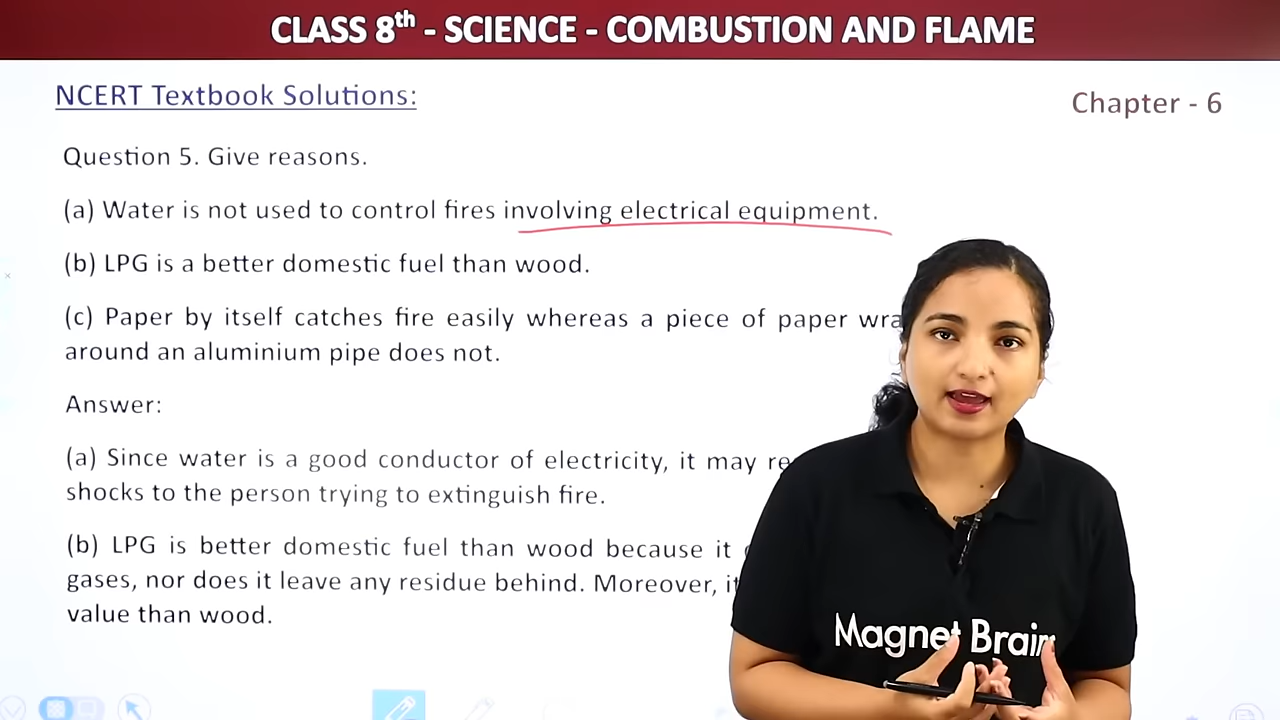 CLASS 8th - SCIENCE - COMBUSTION AND FLAME
NCERT Textbook Solutions:
Chapter - 6
Question 5. Give reasons.
(a) Water is not used to control fires involving electrical equipment.
(b) LPG is a better domestic fuel than wood.
(c) Paper by itself catches fire easily whereas a piece of paper
around an aluminium pipe does not.
Answer:
(a) Since water is a good conductor of electricity, it may
shocks to the person trying to extinguish fire.
(b) LPG is better domestic fuel than wood because it
gases, nor does it leave any residue behind. Moreover,
value than wood.
Magnet Brain